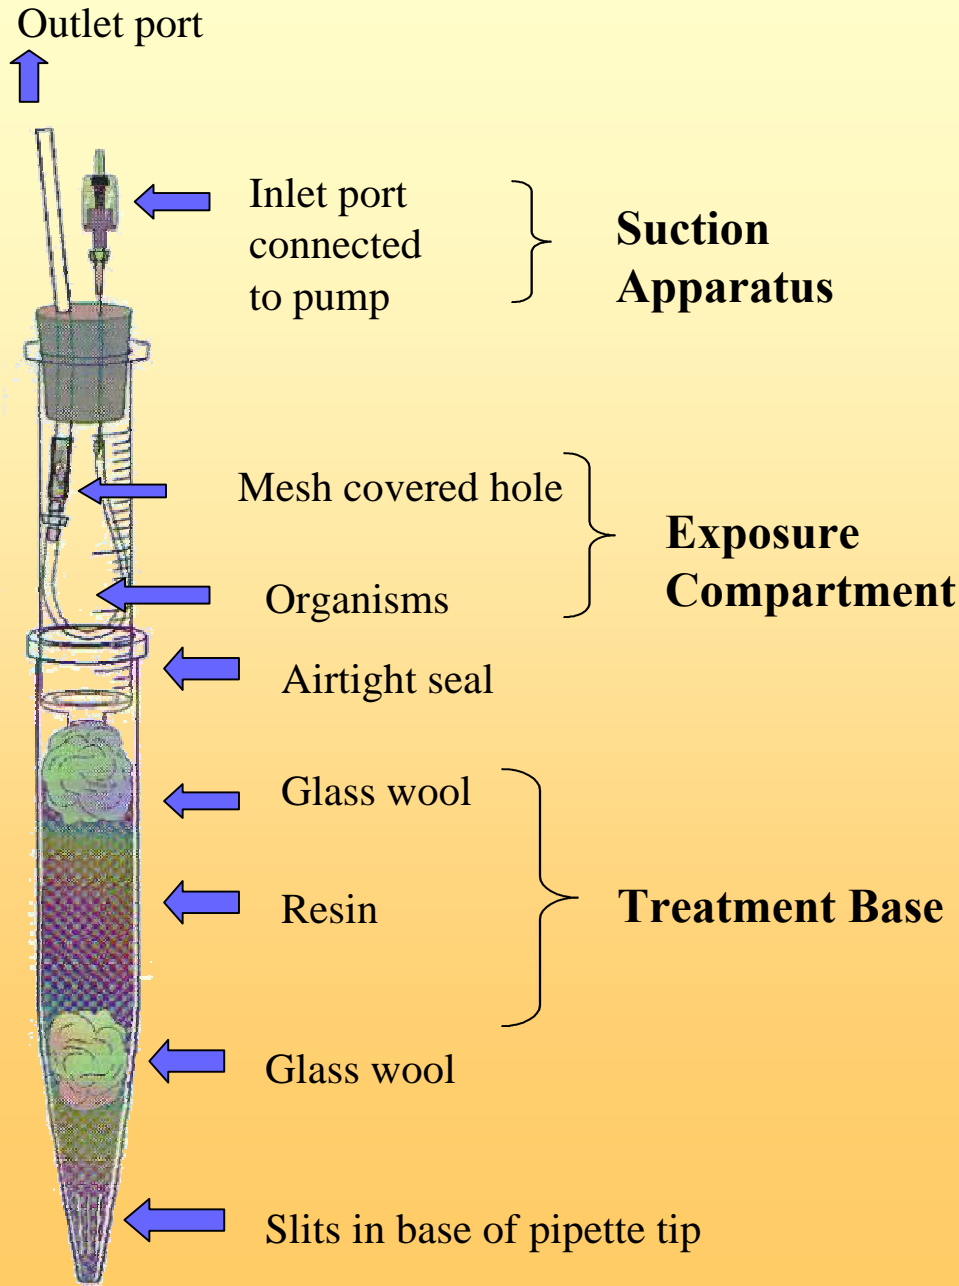 Outlet port
Inlet port
connected
to pump
Suction
Apparatus
Mesh covered hole
Exposure
Compartment
Organisms
Airtight seal
Glass wool
Resin
Treatment Base
Glass wool
Slits in base of pipette tip